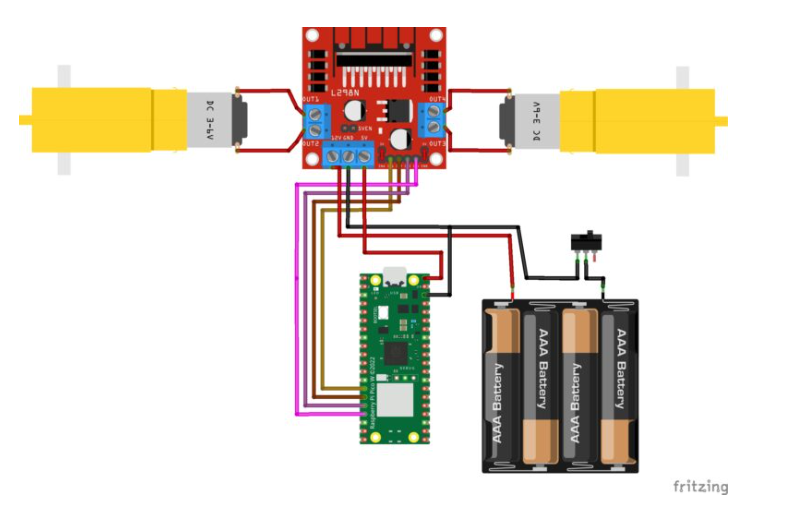 L298N
OUT1
OUT4
DC 3-6V
DC 3-6V
5VEN
OUT2
12V GND
5V
OUT3
Raspberry Pi Pico W ©2022
AAA Battery
AAA Battery
AAA Battery
AAA Battery
fritzing